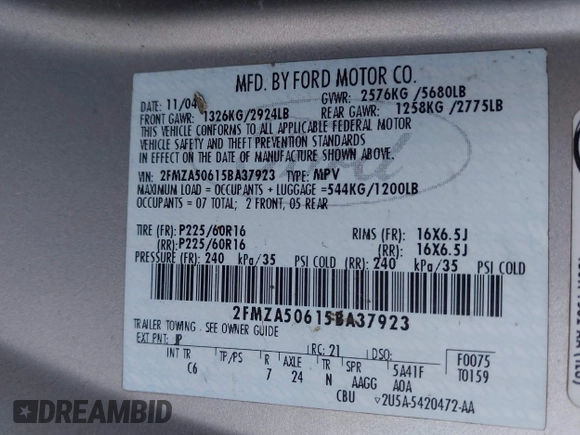 MFD. BY FORD MOTOR CO.
DATE: 11/04 GVWR: 2576KG /5680LB
FRONT GAWR: 1326KG/2924LB REAR GAWR: 1258KG/2775LB
THIS VEHICLE CONFORMS TO ALL APPLICABLE FEDERAL MOTOR
VEHICLE SAFETY AND THEFT PREVENTION STANDARDS
IN EFFECT ON THE DATE OF MANUFACTURE SHOWN ABOVE.
Ford
VIN: 2FMZA50615BA37923 TYPE: MPV
MAXIMUM LOAD = OCCUPANTS + LUGGAGE = 544KG/1200LB
OCCUPANTS = 07 TOTAL; 2 FRONT, 05 REAR
TIRE (FR): P225/60R16 RIMS (FR): 16X6.5J
(RR): P225/60R16 (RR): 16X6.5J
PRESSURE (FR): 240 kPa/35 PSI COLD (RR): 240 kPa/35 PSI COLD
2FMZA50615BA37923
TRAILER TOWING - SEE OWNER GUIDE
EXT PNT: JP RC: 21 DSO: F0075
INT TR TP/PS R AXLE TR SPR 5A41F T0159
C6 7 24 N AAGG A0A
CBU ▽2U5A-5420472-AA
DREAMBID